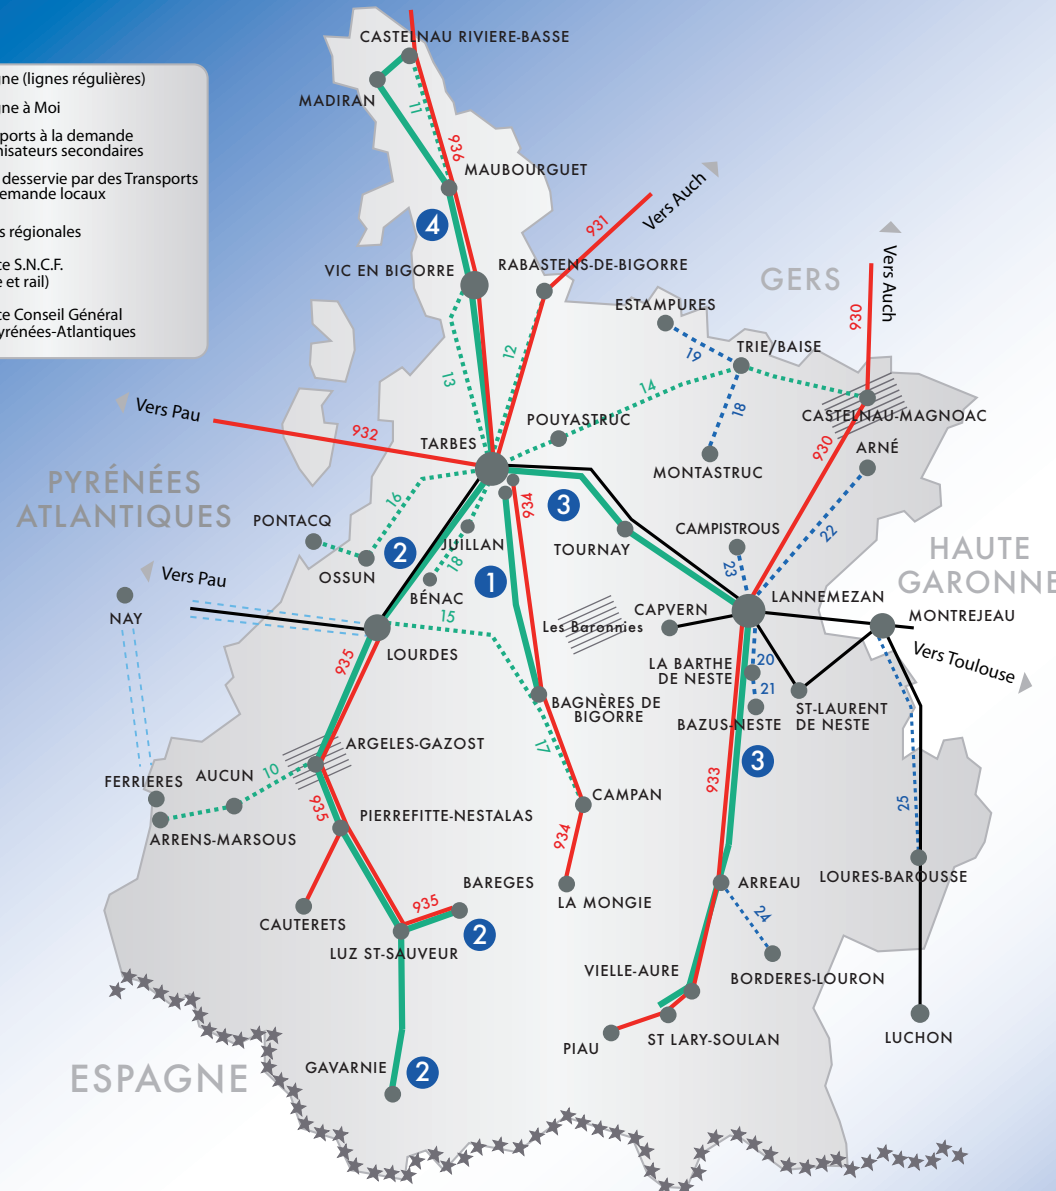 gne (lignes régulières)
gne à Moi
ports à la demande
nisateurs secondaires
desservie par des Transports
emande locaux
s régionales
ce S.N.C.F.
e et rail)
ce Conseil Général
yrénées-Atlantiques
CASTELNAU RIVIERE-BASSE
MADIRAN
11
936
MAUBOURGUET
4
Vers Auch
931
VIC EN BIGORRE
RABASTENS-DE-BIGORRE
GERS
Vers Auch
ESTAMPURES
930
19
TRIE/BAISE
12
13
14
18
Vers Pau
932
TARBES
POUYASTRUC
CASTELNAU-MAGNOAC
930
ARNÉ
MONTASTRUC
PYRÉNÉES
ATLANTIQUES
16
934
3
PONTACQ
2
JUILLAN
TOURNAY
CAMPISTROUS
22
HAUTE
GARONNE
OSSUN
18
23
Vers Pau
1
BÉNAC
LANNEMEZAN
NAY
15
CAPVERN
MONTREJEAU
Les Baronnies
LOURDES
935
20
LA BARTHE
DE NESTE
Vers Toulouse
21
BAGNÈRES DE
BIGORRE
ST-LAURENT
DE NESTE
BAZUS-NESTE
17
ARGELES-GAZOST
3
10
933
FERRIERES
AUCUN
CAMPAN
935
25
PIERREFITTE-NESTALAS
ARRENS-MARSOUS
934
BAREGES
ARREAU
LOURES-BAROUSSE
935
LA MONGIE
CAUTERETS
24
2
LUZ ST-SAUVEUR
VIELLE-AURE
BORDERES-LOURON
PIAU
ST LARY-SOULAN
LUCHON
ESPAGNE
GAVARNIE
2